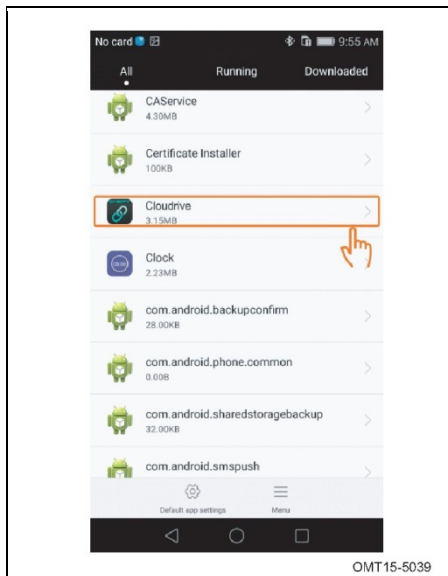 No card 9:55 AM
All Running Downloaded
CAService
4.30MB
Certificate Installer
100KB
Cloudrive
3.15MB
Clock
2.23MB
com.android.backupconfirm
28.00KB
com.android.phone.common
0.00B
com.android.sharedstoragebackup
32.00KB
com.android.smspush
Default app settings Menu
OMT15-5039